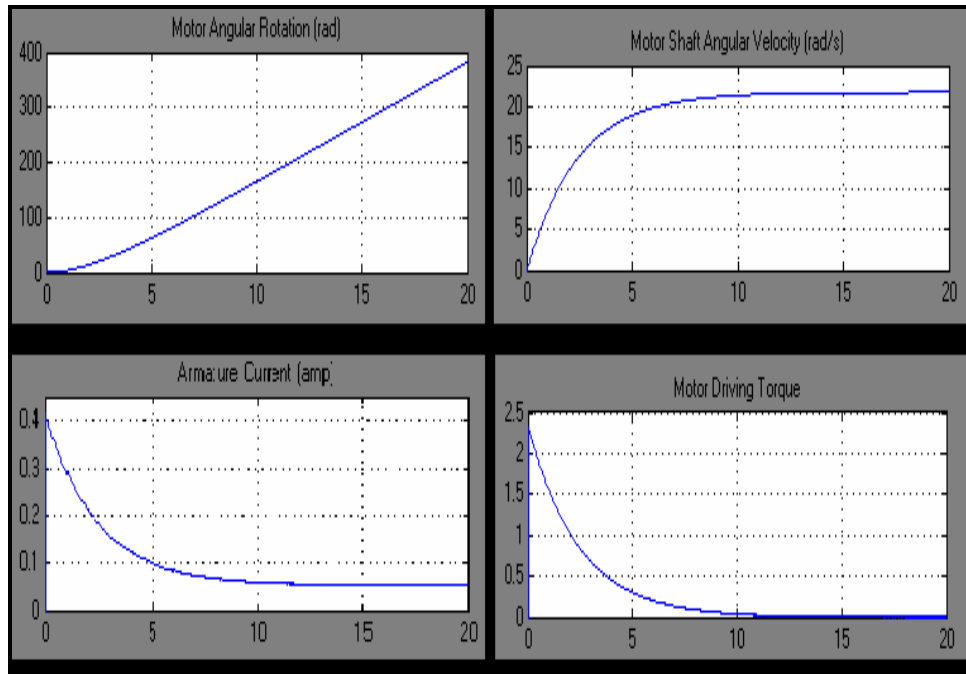 Motor Angular Rotation (rad)
400
300
200
100
0
0 5 10 15 20
Motor Shaft Angular Velocity (rad/s)
25
20
15
10
5
0
0 5 10 15 20
Armature Current (amp)
0.4
0.3
0.2
0.1
0
0 5 10 15 20
Motor Driving Torque
2.5
2
1.5
1
0.5
0
0 5 10 15 20